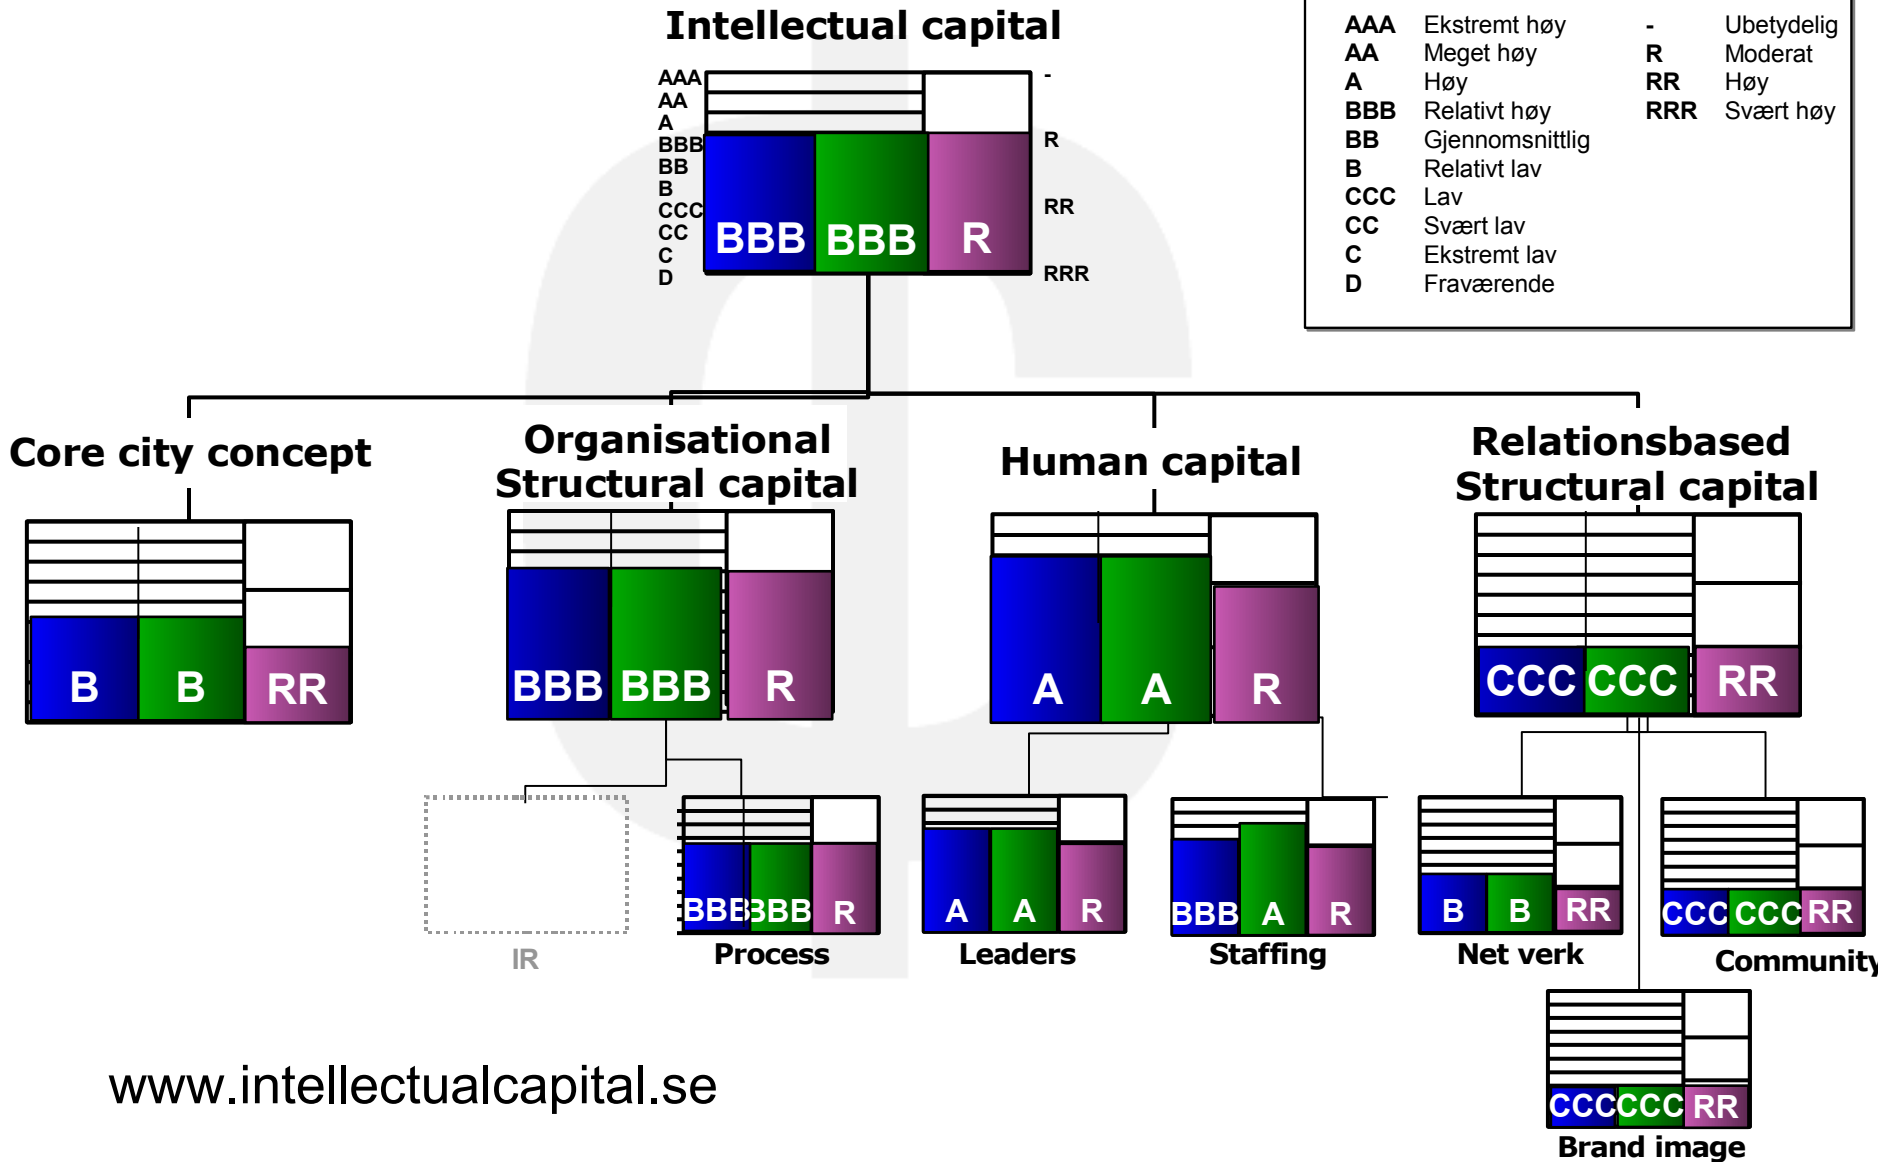 Intellectual capital
AAA Ekstremt høy - Ubetydelig
AA Meget høy R Moderat
A Høy RR Høy
BBB Relativt høy RRR Svært høy
BB Gjennomsnittlig
B Relativt lav
CCC Lav
CC Svært lav
C Ekstremt lav
D Fraværende
AAA -
AA
A
BBB R
BB
B
CCC RR
CC
C
D RRR
BBB BBB R
Core city concept
B B RR
Organisational
Structural capital
BBB BBB R
Human capital
A A R
Relationsbased
Structural capital
CCC CCC RR
IR
BBB BBB R
Process
A A R
Leaders
BBB A R
Staffing
B B RR
Net verk
CCC CCC RR
Community
CCC CCC RR
Brand image
www.intellectualcapital.se